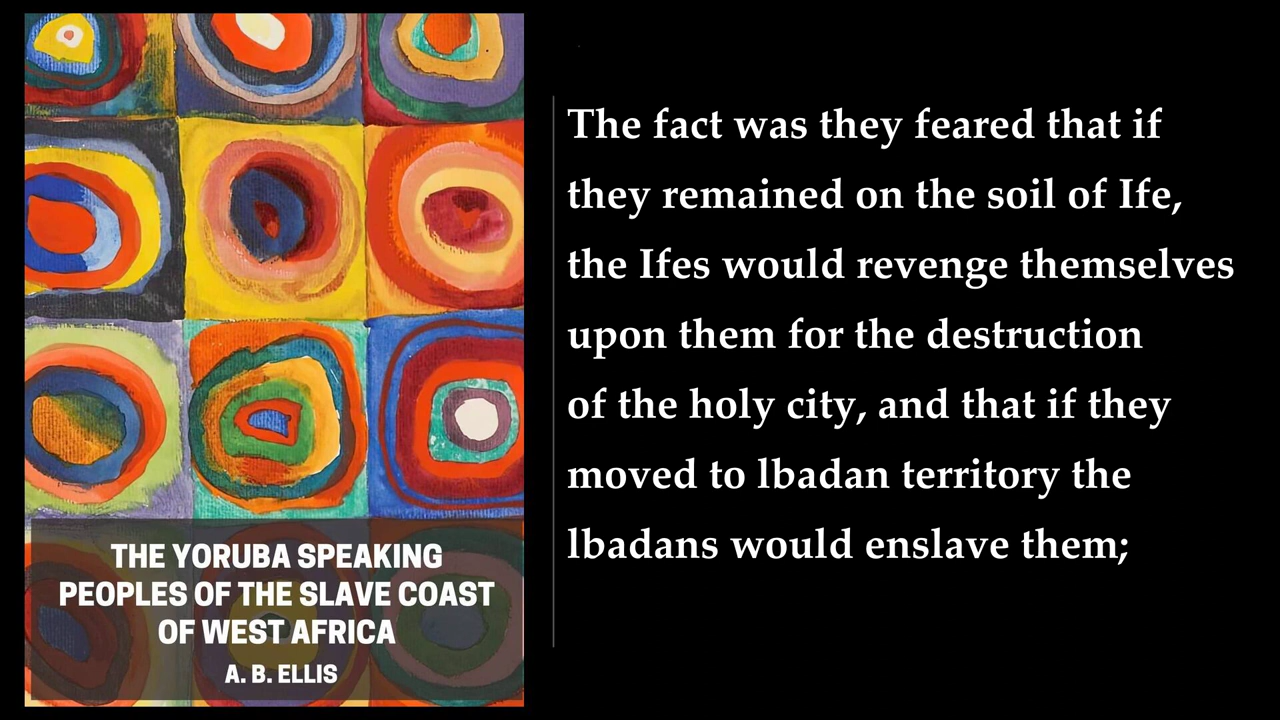 THE YORUBA SPEAKING
PEOPLES OF THE SLAVE COAST
OF WEST AFRICA
A. B. ELLIS
The fact was they feared that if
they remained on the soil of Ife,
the Ifes would revenge themselves
upon them for the destruction
of the holy city, and that if they
moved to lbadan territory the
lbadans would enslave them;